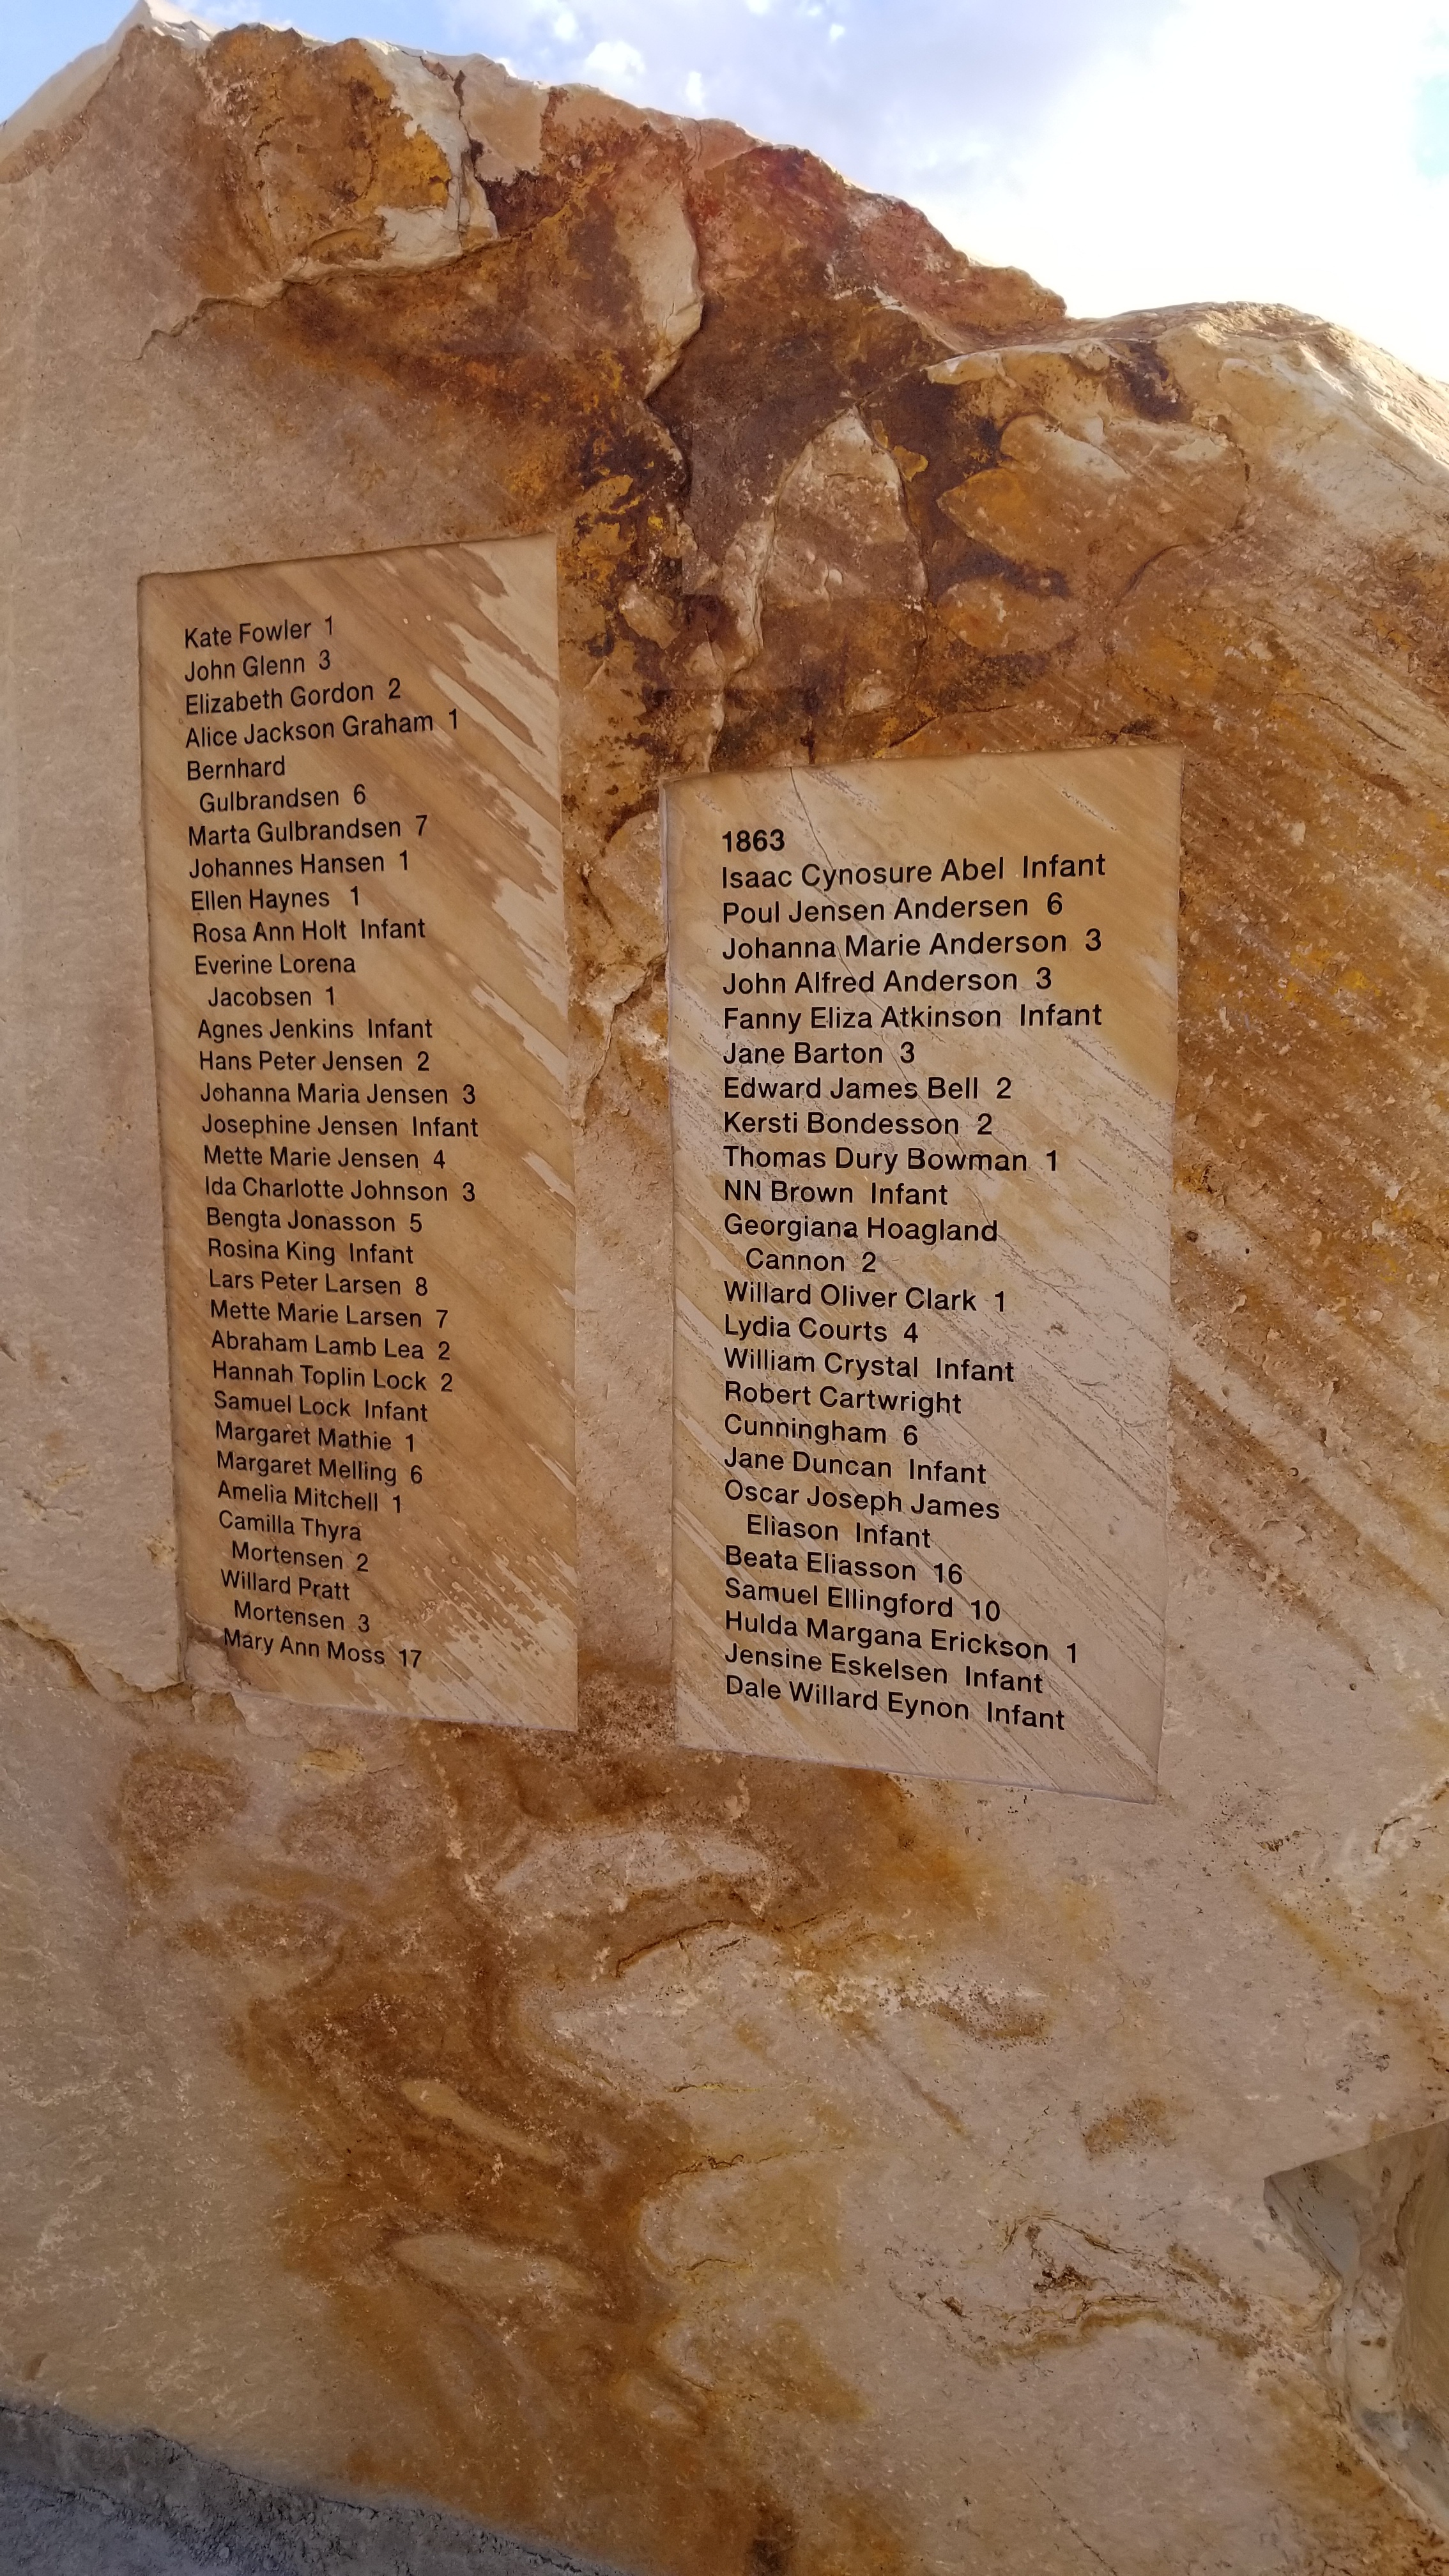 Kate Fowler 1
John Glenn 3
Elizabeth Gordon 2
Alice Jackson Graham 1
Bernhard
Gulbrandsen 6
Marta Gulbrandsen 7
Johannes Hansen 1
Ellen Haynes 1
Rosa Ann Holt Infant
Everine Lorena
Jacobsen 1
Agnes Jenkins Infant
Hans Peter Jensen 2
Johanna Maria Jensen 3
Josephine Jensen Infant
Mette Marie Jensen 4
Ida Charlotte Johnson 3
Bengta Jonasson 5
Rosina King Infant
Lars Peter Larsen 8
Mette Marie Larsen 7
Abraham Lamb Lea 2
Hannah Toplin Lock 2
Samuel Lock Infant
Margaret Mathie 1
Margaret Melling 6
Amelia Mitchell 1
Camilla Thyra
Mortensen 2
Willard Pratt
Mortensen 3
Mary Ann Moss 17
1863
Isaac Cynosure Abel Infant
Poul Jensen Andersen 6
Johanna Marie Anderson 3
John Alfred Anderson 3
Fanny Eliza Atkinson Infant
Jane Barton 3
Edward James Bell 2
Kersti Bondesson 2
Thomas Dury Bowman 1
NN Brown Infant
Georgiana Hoagland
Cannon 2
Willard Oliver Clark 1
Lydia Courts 4
William Crystal Infant
Robert Cartwright
Cunningham 6
Jane Duncan Infant
Oscar Joseph James
Eliason Infant
Beata Eliasson 16
Samuel Ellingford 10
Hulda Margana Erickson 1
Jensine Eskelsen Infant
Dale Willard Eynon Infant